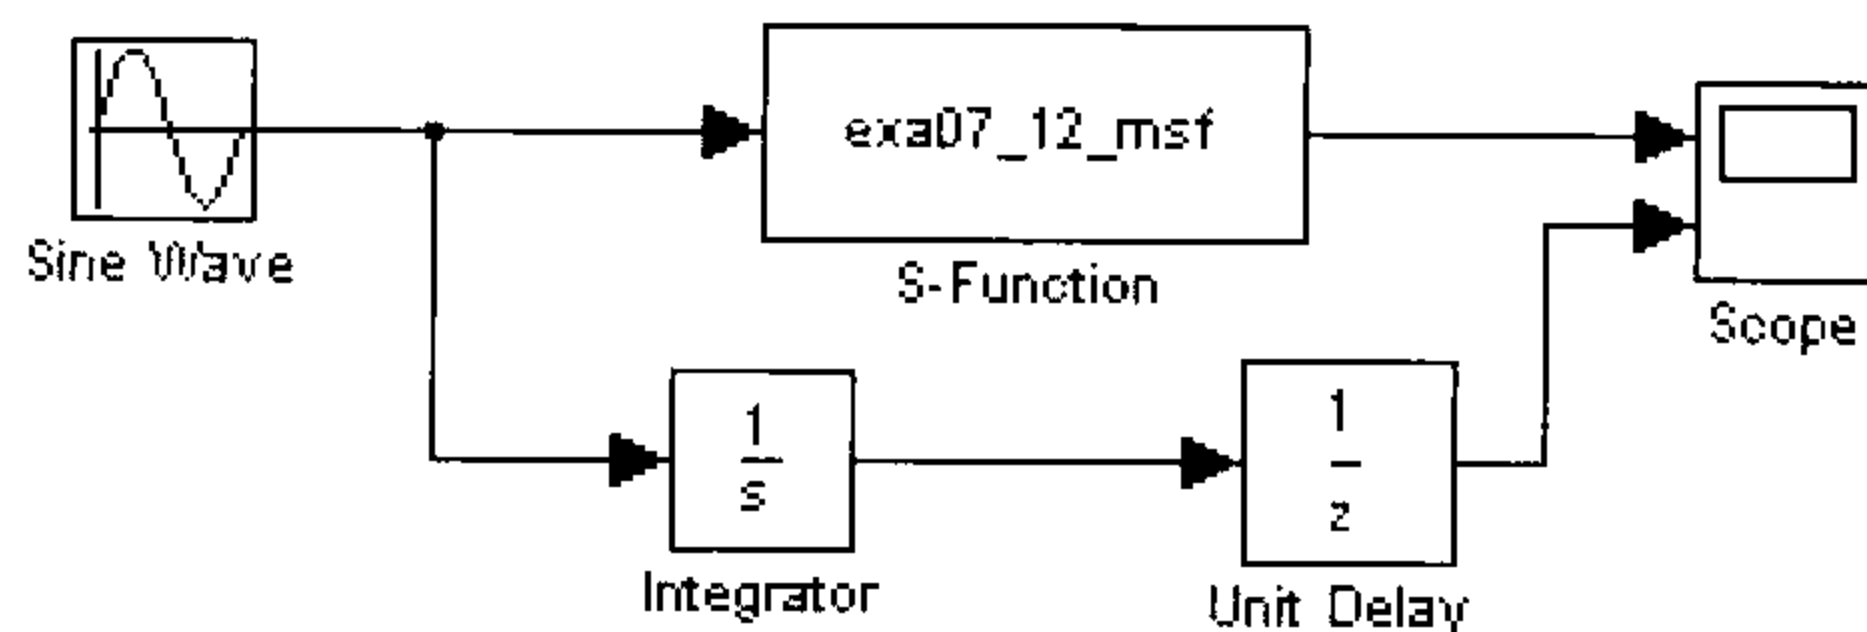 exa07_12_msf
Sine Wave
S-Function
Scope
1
s
Integrator
1
z
Unit Delay